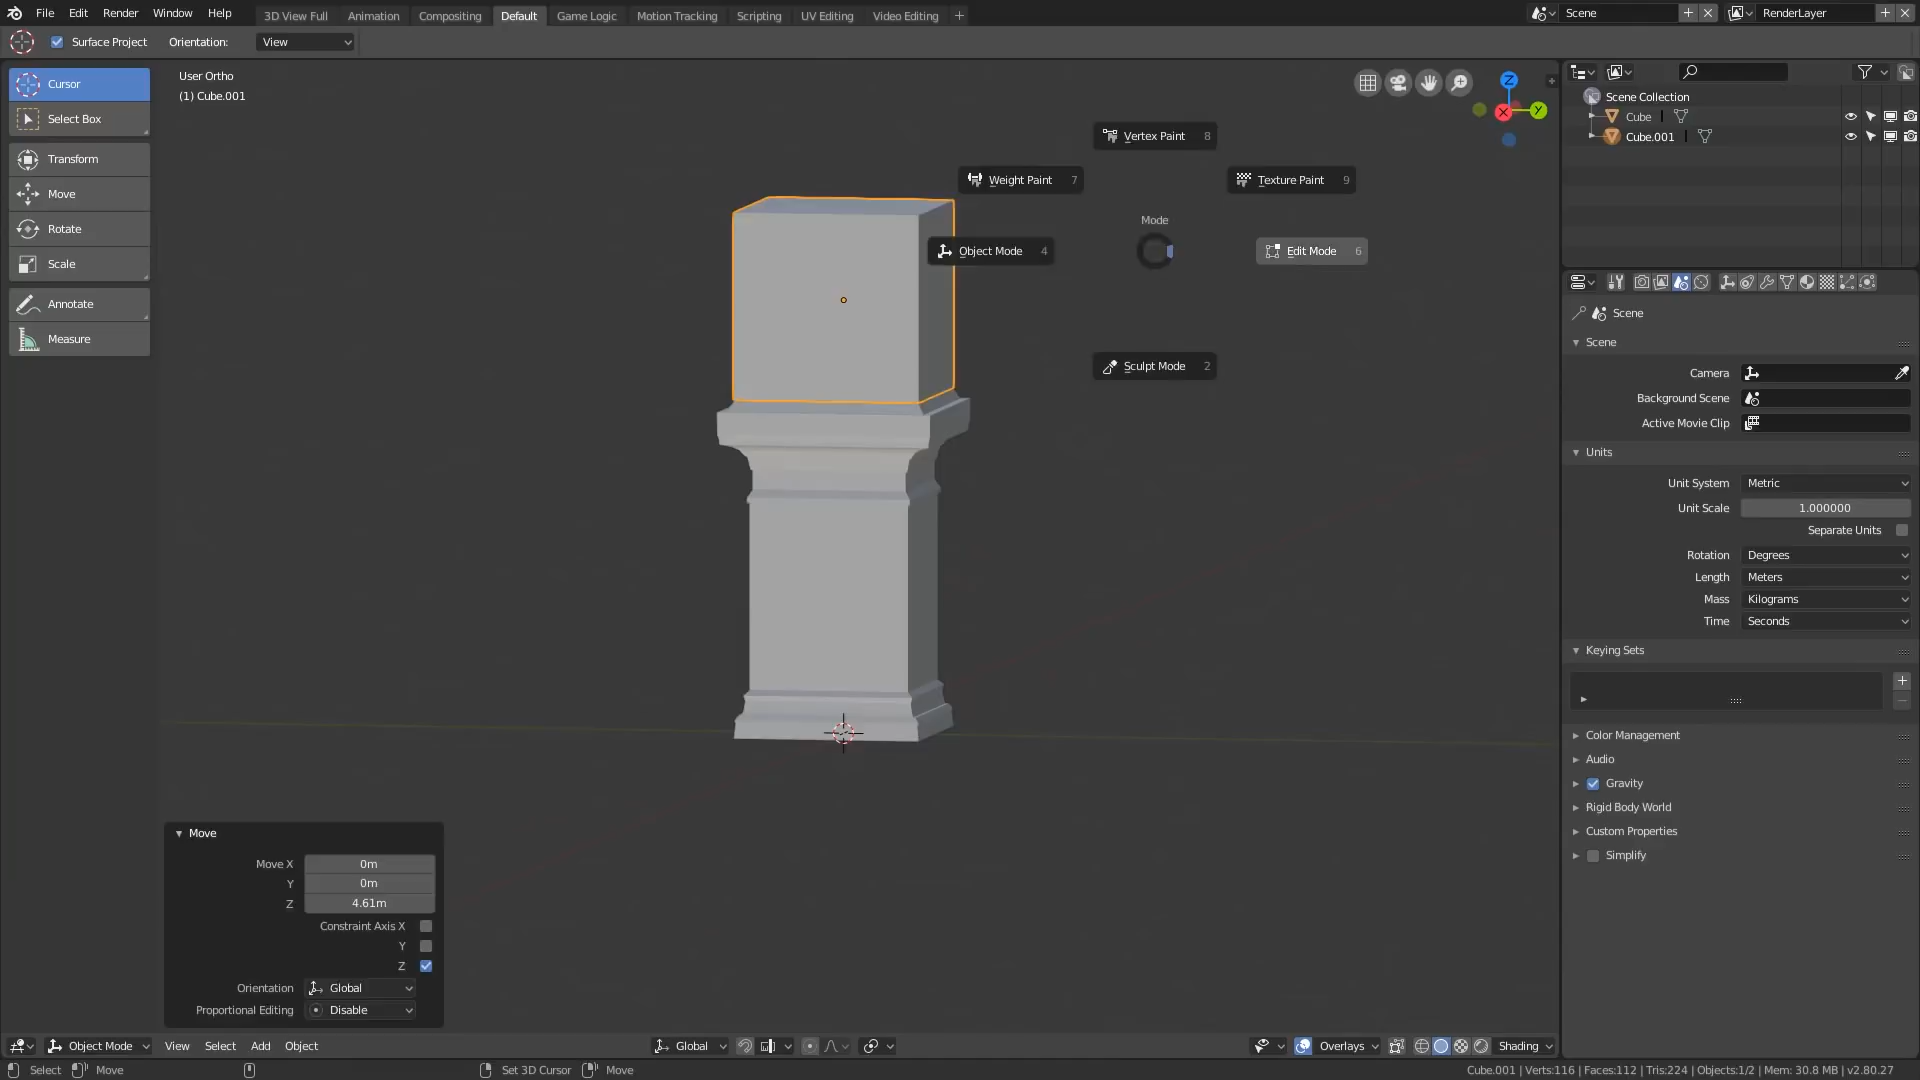 File Edit Render Window Help
3D View Full Animation Compositing Default Game Logic Motion Tracking Scripting UV Editing Video Editing
Scene RenderLayer
Surface Project Orientation: View
Cursor
Select Box
Transform
Move
Rotate
Scale
Annotate
Measure
User Ortho
(1) Cube.001
Z
X Y
Vertex Paint 8
Weight Paint 7
Texture Paint 9
Mode
Object Mode 4
Edit Mode 6
Sculpt Mode 2
Scene Collection
Cube
Cube.001
Scene
Scene
Camera
Background Scene
Active Movie Clip
Units
Unit System Metric
Unit Scale 1.000000
Separate Units
Rotation Degrees
Length Meters
Mass Kilograms
Time Seconds
Keying Sets
Color Management
Audio
Gravity
Rigid Body World
Custom Properties
Simplify
Move
Move X 0m
Y 0m
Z 4.61m
Constraint Axis X
Y
Z
Orientation Global
Proportional Editing Disable
Object Mode View Select Add Object
Global
Overlays Shading
Select Move Set 3D Cursor Move
Cube.001 | Verts:116 | Faces:112 | Tris:224 | Objects:1/2 | Mem: 30.8 MB | v2.80.27